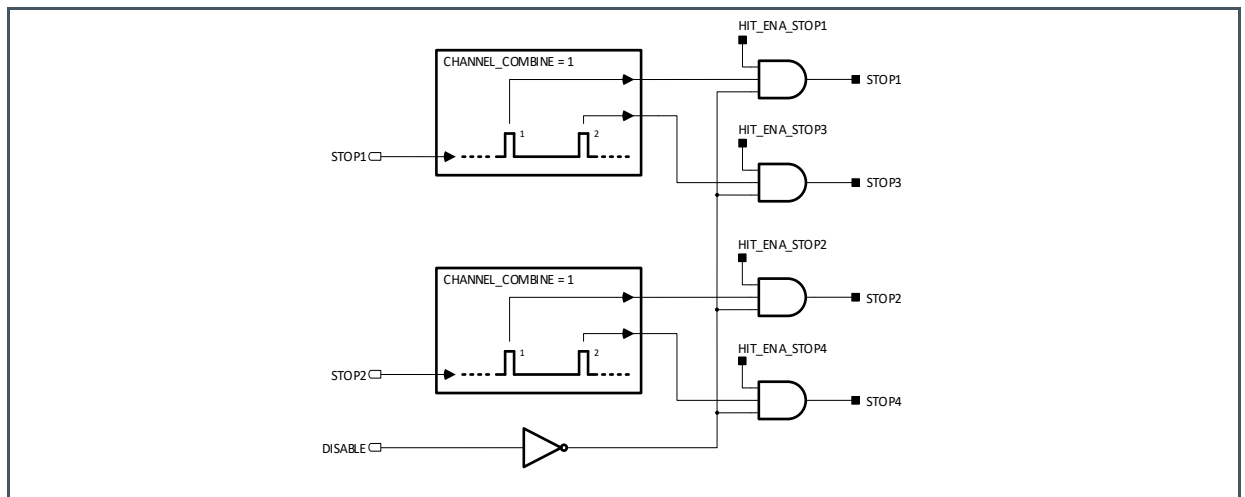 HIT_ENA_STOP1
CHANNEL_COMBINE = 1
STOP1
HIT_ENA_STOP3
1
2
STOP1
STOP3
HIT_ENA_STOP2
CHANNEL_COMBINE = 1
STOP2
HIT_ENA_STOP4
1
2
STOP2
STOP4
DISABLE